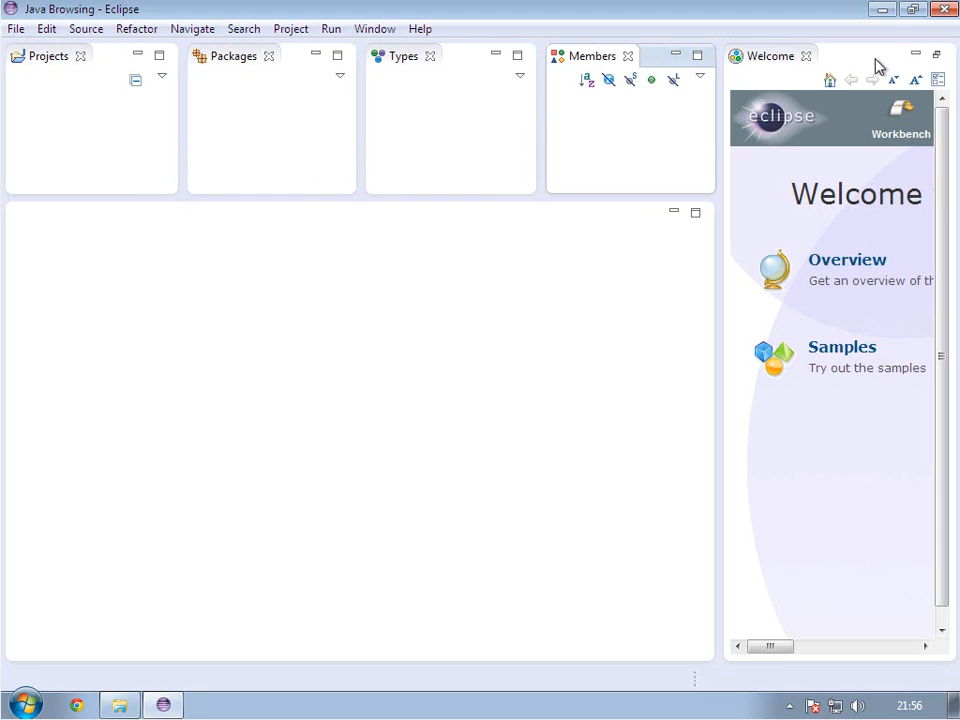 Java Browsing - Eclipse
File Edit Source Refactor Navigate Search Project Run Window Help
Projects Packages Types Members Welcome
eclipse
Workbench
Welcome
Overview
Get an overview of th
Samples
Try out the samples
21:56